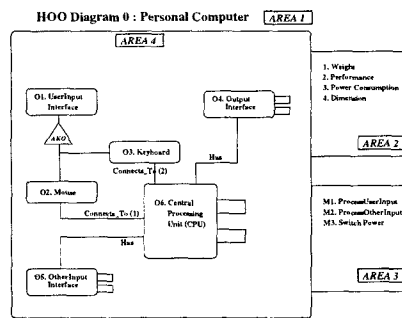 HOO Diagram 0 : Personal Computer
AREA 1
AREA 4
O1. UserInput
Interface
AKO
O3. Keyboard
Connects_To (2)
O2. Mouse
Connects_To (1)
Has
O4. Output
Interface
Has
O6. Central
Processing
Unit (CPU)
O5. OtherInput
Interface
1. Weight
2. Performance
3. Power Consumption
4. Dimension
AREA 2
M1. ProcessUserInput
M2. ProcessOtherInput
M3. Switch Power
AREA 3